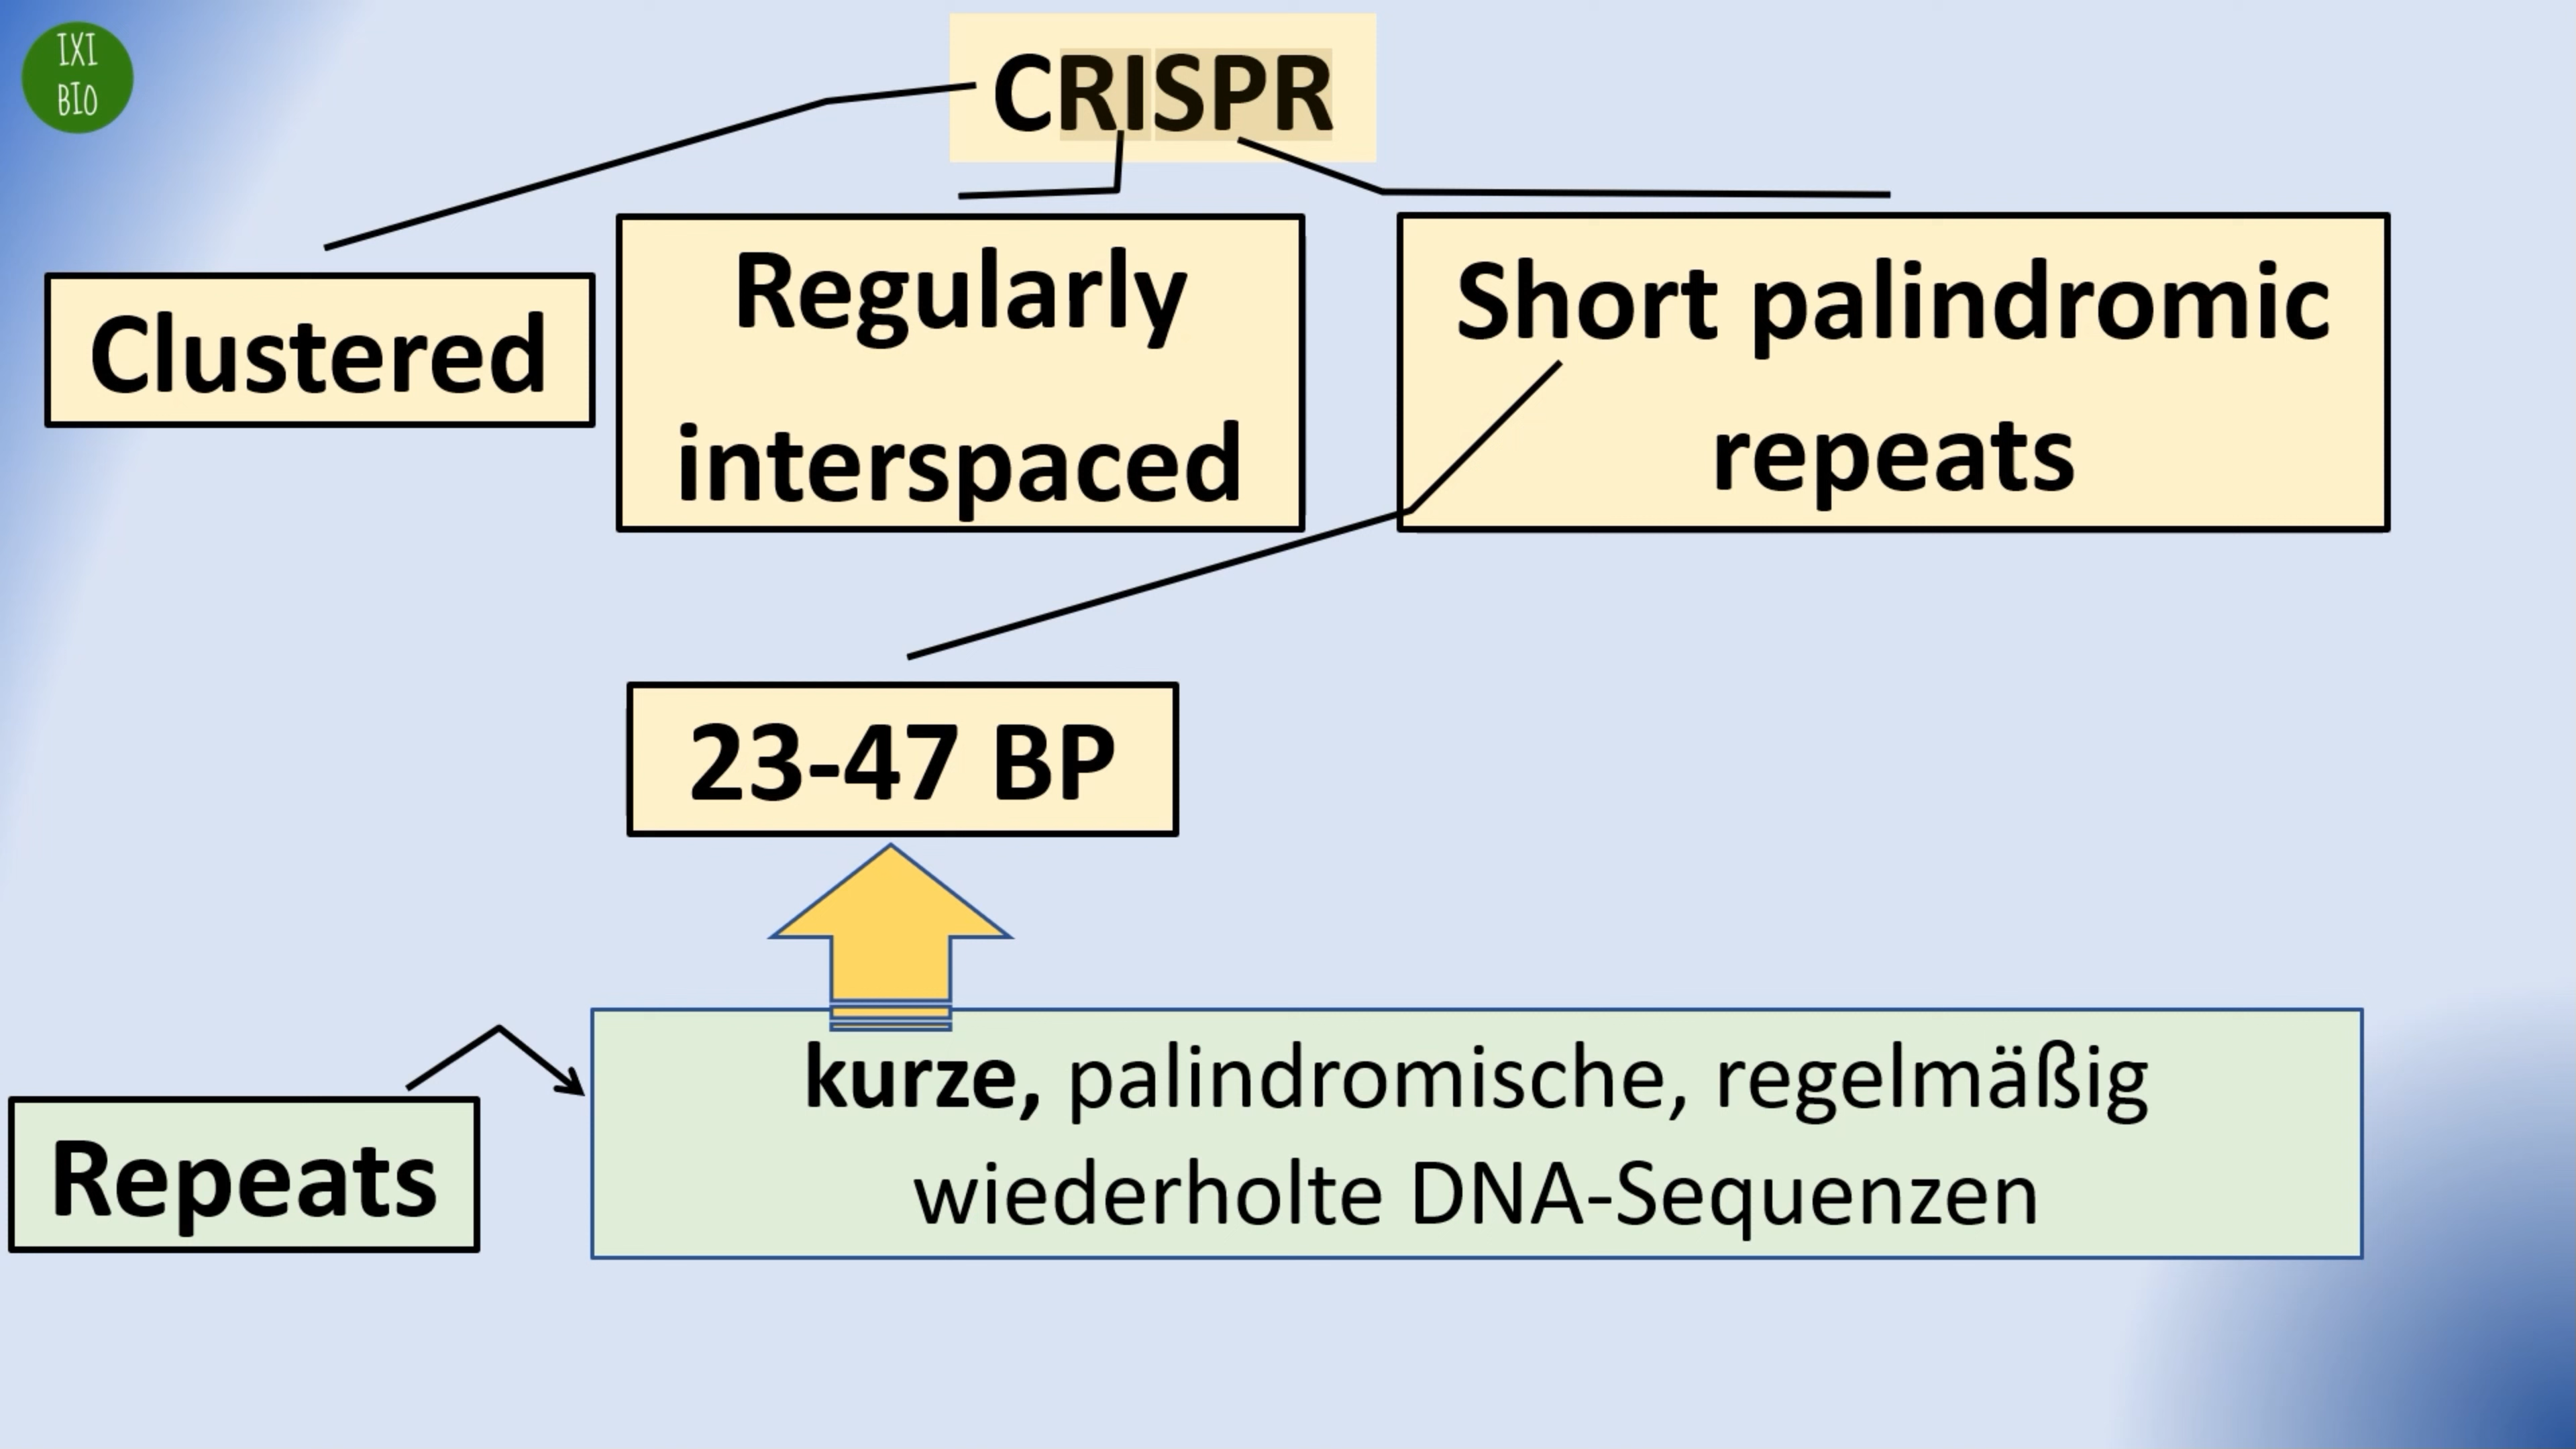 IXI
BIO
CRISPR
Clustered
Regularly
interspaced
Short palindromic
repeats
23-47 BP
Repeats
kurze, palindromische, regelmäßig
wiederholte DNA-Sequenzen